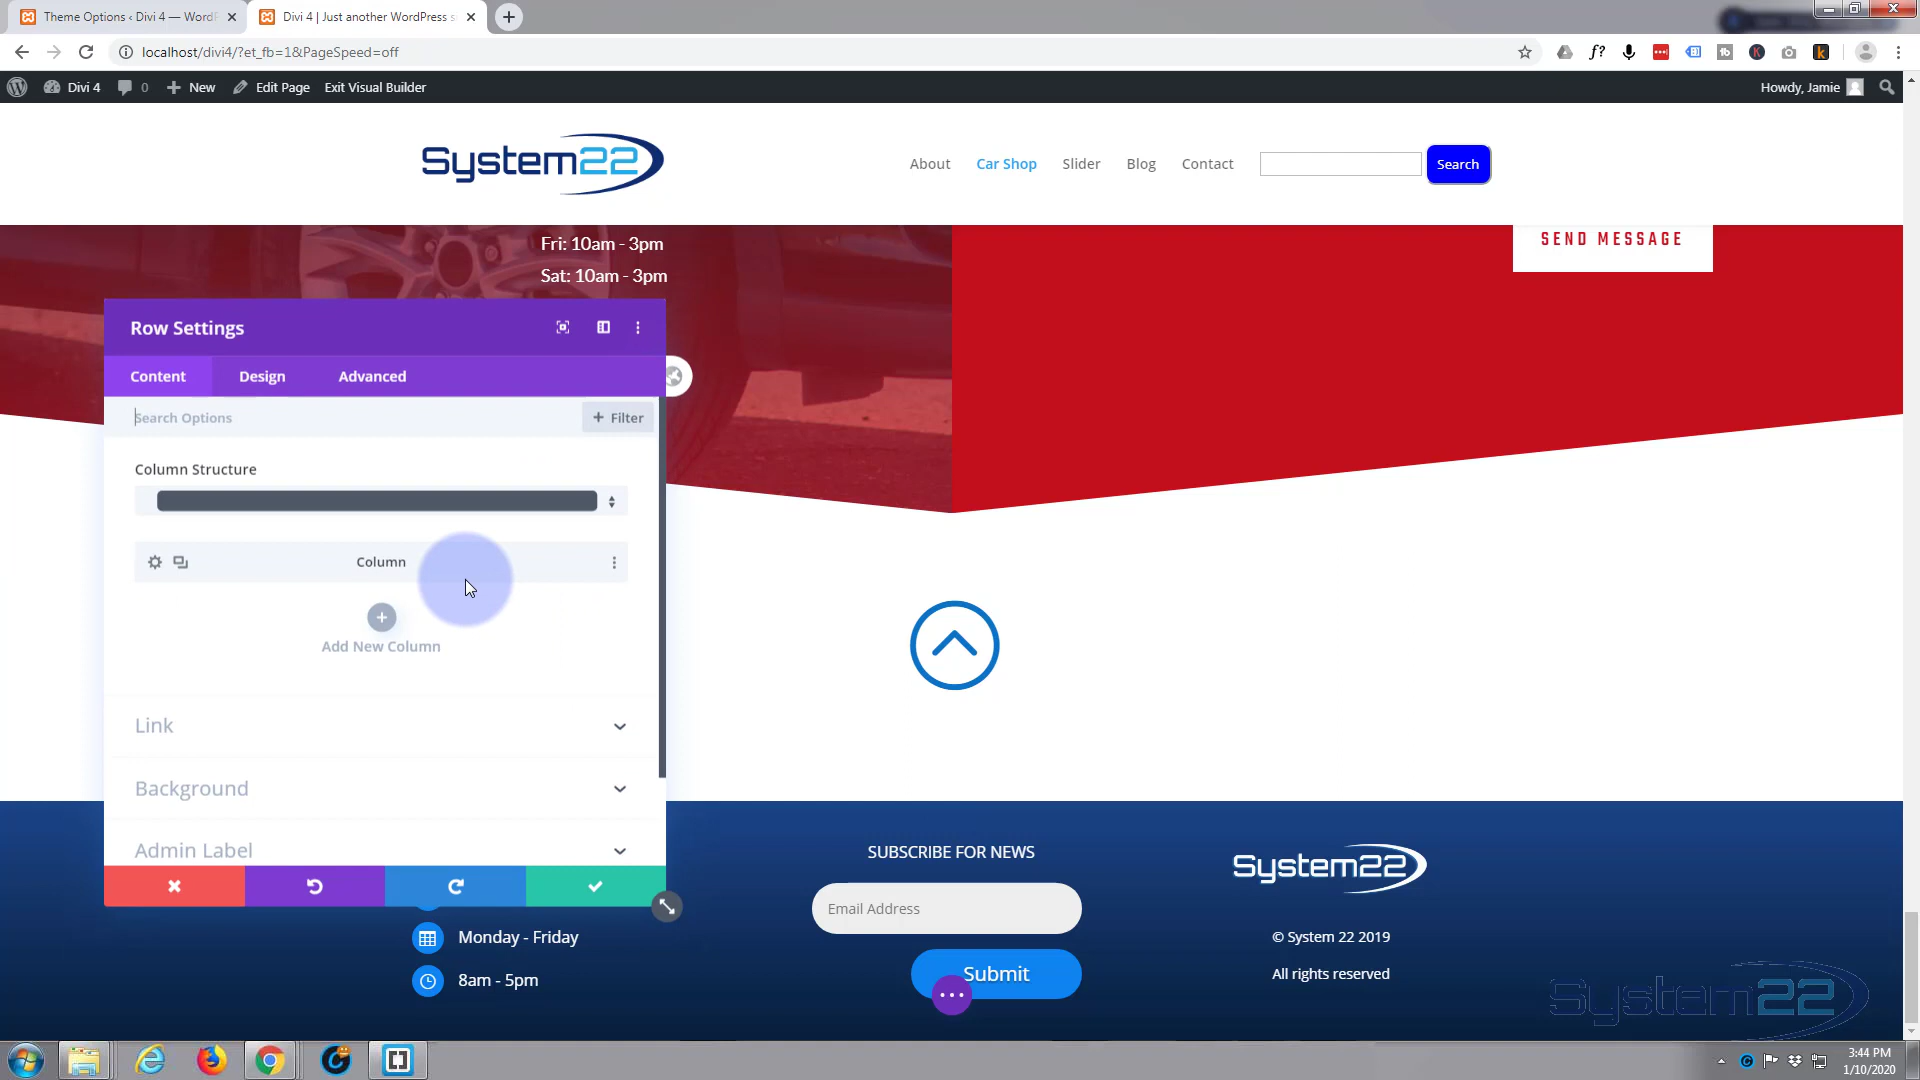 Theme Options ‹ Divi 4 — WordP
Divi 4 | Just another WordPress s
localhost/divi4/?et_fb=1&PageSpeed=off
Divi 4
0
New
Edit Page
Exit Visual Builder
Howdy, Jamie
System22
About
Car Shop
Slider
Blog
Contact
Search
Fri: 10am - 3pm
Sat: 10am - 3pm
SEND MESSAGE
Row Settings
Content
Design
Advanced
Search Options
+ Filter
Column Structure
Column
Add New Column
Link
Background
Admin Label
Monday - Friday
8am - 5pm
SUBSCRIBE FOR NEWS
Email Address
Submit
System22
© System 22 2019
All rights reserved
System22
3:44 PM
1/10/2020